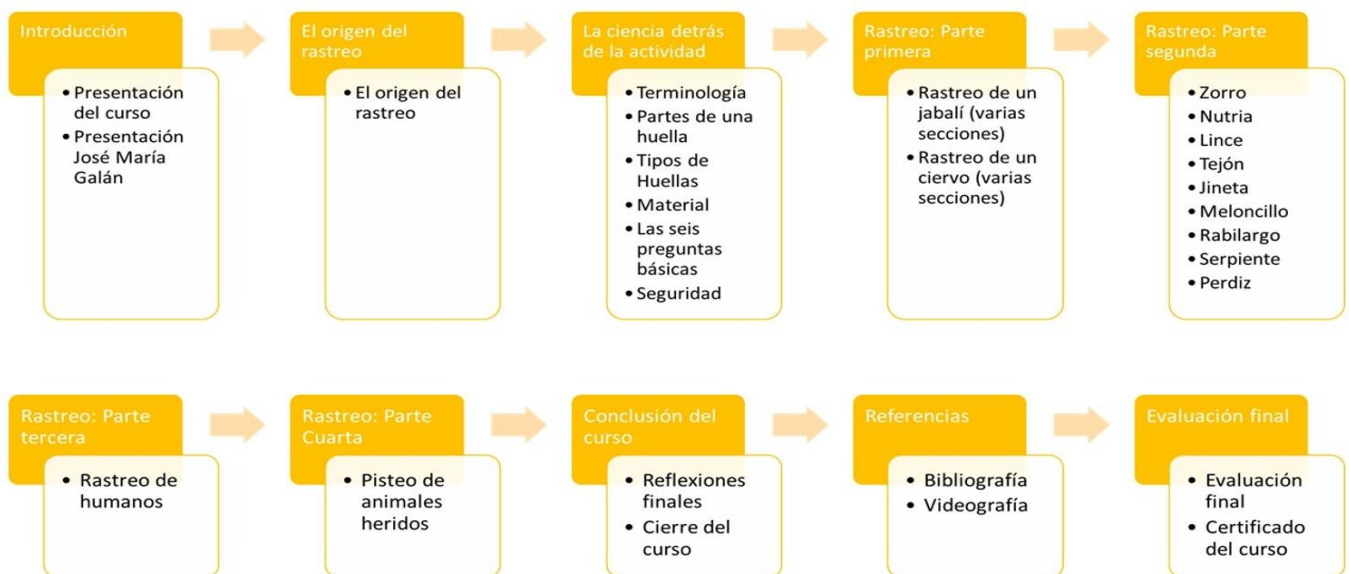 Introducción
• Presentación
del curso
• Presentación
José María
Galán
El origen del
rastreo
• El origen del
rastreo
La ciencia detrás
de la actividad
• Terminología
• Partes de una
huella
• Tipos de
Huellas
• Material
• Las seis
preguntas
básicas
• Seguridad
Rastreo: Parte
primera
• Rastreo de un
jabalí (varias
secciones)
• Rastreo de un
ciervo (varias
secciones)
Rastreo: Parte
segunda
• Zorro
• Nutria
• Lince
• Tejón
• Jineta
• Meloncillo
• Rabilargo
• Serpiente
• Perdiz
Rastreo: Parte
tercera
• Rastreo de
humanos
Rastreo: Parte
Cuarta
• Pisteo de
animales
heridos
Conclusión del
curso
• Reflexiones
finales
• Cierre del
curso
Referencias
• Bibliografía
• Videografía
Evaluación final
• Evaluación
final
• Certificado
del curso